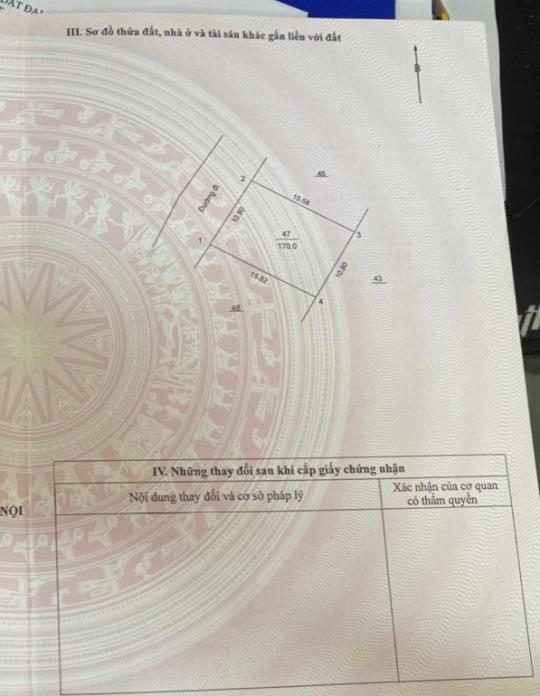 ĐẤT ĐAI
III. Sơ đồ thửa đất, nhà ở và tài sản khác gắn liền với đất
B
46
2
Đường đi
10.90
15.58
47
170.0
3
1
10.90
15.82
43
4
48
IV. Những thay đổi sau khi cấp giấy chứng nhận
Nội dung thay đổi và cơ sở pháp lý
Xác nhận của cơ quan
có thẩm quyền
NỘI